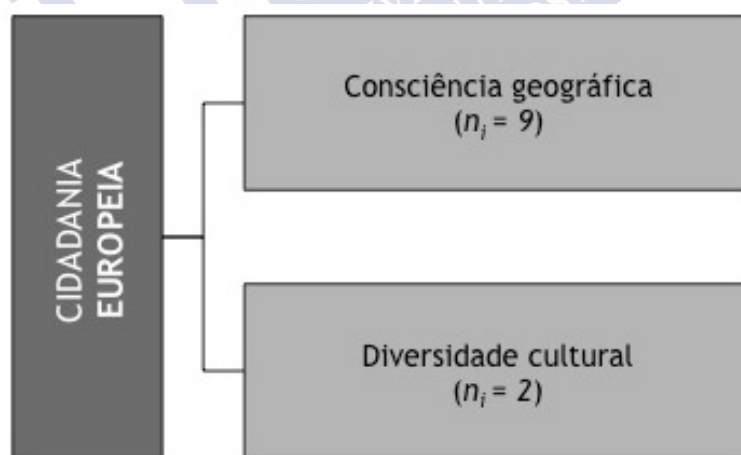 CIDADANIA
EUROPEIA
Consciência geográfica
(nᵢ = 9)
Diversidade cultural
(nᵢ = 2)